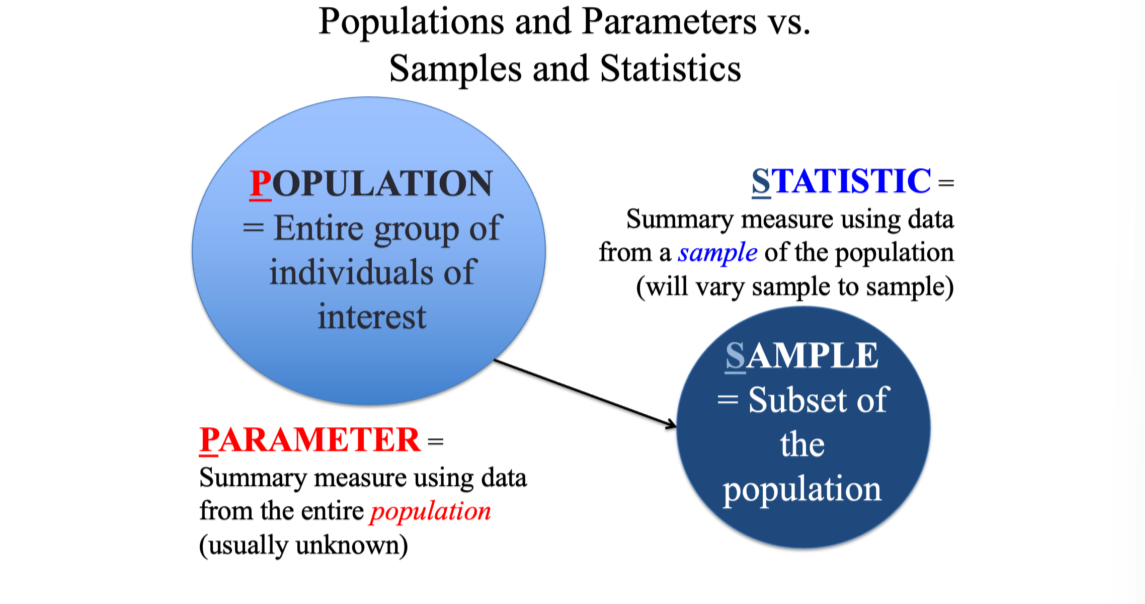 Populations and Parameters vs.
Samples and Statistics
POPULATION
= Entire group of
individuals of
interest
PARAMETER =
Summary measure using data
from the entire population
(usually unknown)
STATISTIC =
Summary measure using data
from a sample of the population
(will vary sample to sample)
SAMPLE
= Subset of
the
population